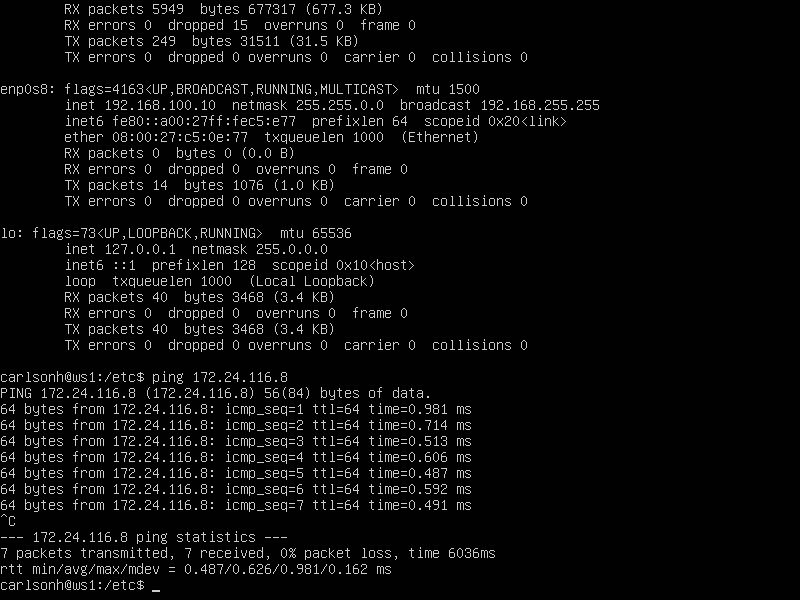 RX packets 5949  bytes 677317 (677.3 KB)
RX errors 0  dropped 15  overruns 0  frame 0
TX packets 249  bytes 31511 (31.5 KB)
TX errors 0  dropped 0 overruns 0  carrier 0  collisions 0
enp0s8: flags=4163<UP,BROADCAST,RUNNING,MULTICAST>  mtu 1500
inet 192.168.100.10  netmask 255.255.0.0  broadcast 192.168.255.255
inet6 fe80::a00:27ff:fec5:e77  prefixlen 64  scopeid 0x20<link>
ether 08:00:27:c5:0e:77  txqueuelen 1000  (Ethernet)
RX packets 0  bytes 0 (0.0 B)
RX errors 0  dropped 0  overruns 0  frame 0
TX packets 14  bytes 1076 (1.0 KB)
TX errors 0  dropped 0 overruns 0  carrier 0  collisions 0
lo: flags=73<UP,LOOPBACK,RUNNING>  mtu 65536
inet 127.0.0.1  netmask 255.0.0.0
inet6 ::1  prefixlen 128  scopeid 0x10<host>
loop  txqueuelen 1000  (Local Loopback)
RX packets 40  bytes 3468 (3.4 KB)
RX errors 0  dropped 0  overruns 0  frame 0
TX packets 40  bytes 3468 (3.4 KB)
TX errors 0  dropped 0 overruns 0  carrier 0  collisions 0
carlsonh@ws1:/etc$ ping 172.24.116.8
PING 172.24.116.8 (172.24.116.8) 56(84) bytes of data.
64 bytes from 172.24.116.8: icmp_seq=1 ttl=64 time=0.981 ms
64 bytes from 172.24.116.8: icmp_seq=2 ttl=64 time=0.714 ms
64 bytes from 172.24.116.8: icmp_seq=3 ttl=64 time=0.513 ms
64 bytes from 172.24.116.8: icmp_seq=4 ttl=64 time=0.606 ms
64 bytes from 172.24.116.8: icmp_seq=5 ttl=64 time=0.487 ms
64 bytes from 172.24.116.8: icmp_seq=6 ttl=64 time=0.592 ms
64 bytes from 172.24.116.8: icmp_seq=7 ttl=64 time=0.491 ms
^C
--- 172.24.116.8 ping statistics ---
7 packets transmitted, 7 received, 0% packet loss, time 6036ms
rtt min/avg/max/mdev = 0.487/0.626/0.981/0.162 ms
carlsonh@ws1:/etc$ _